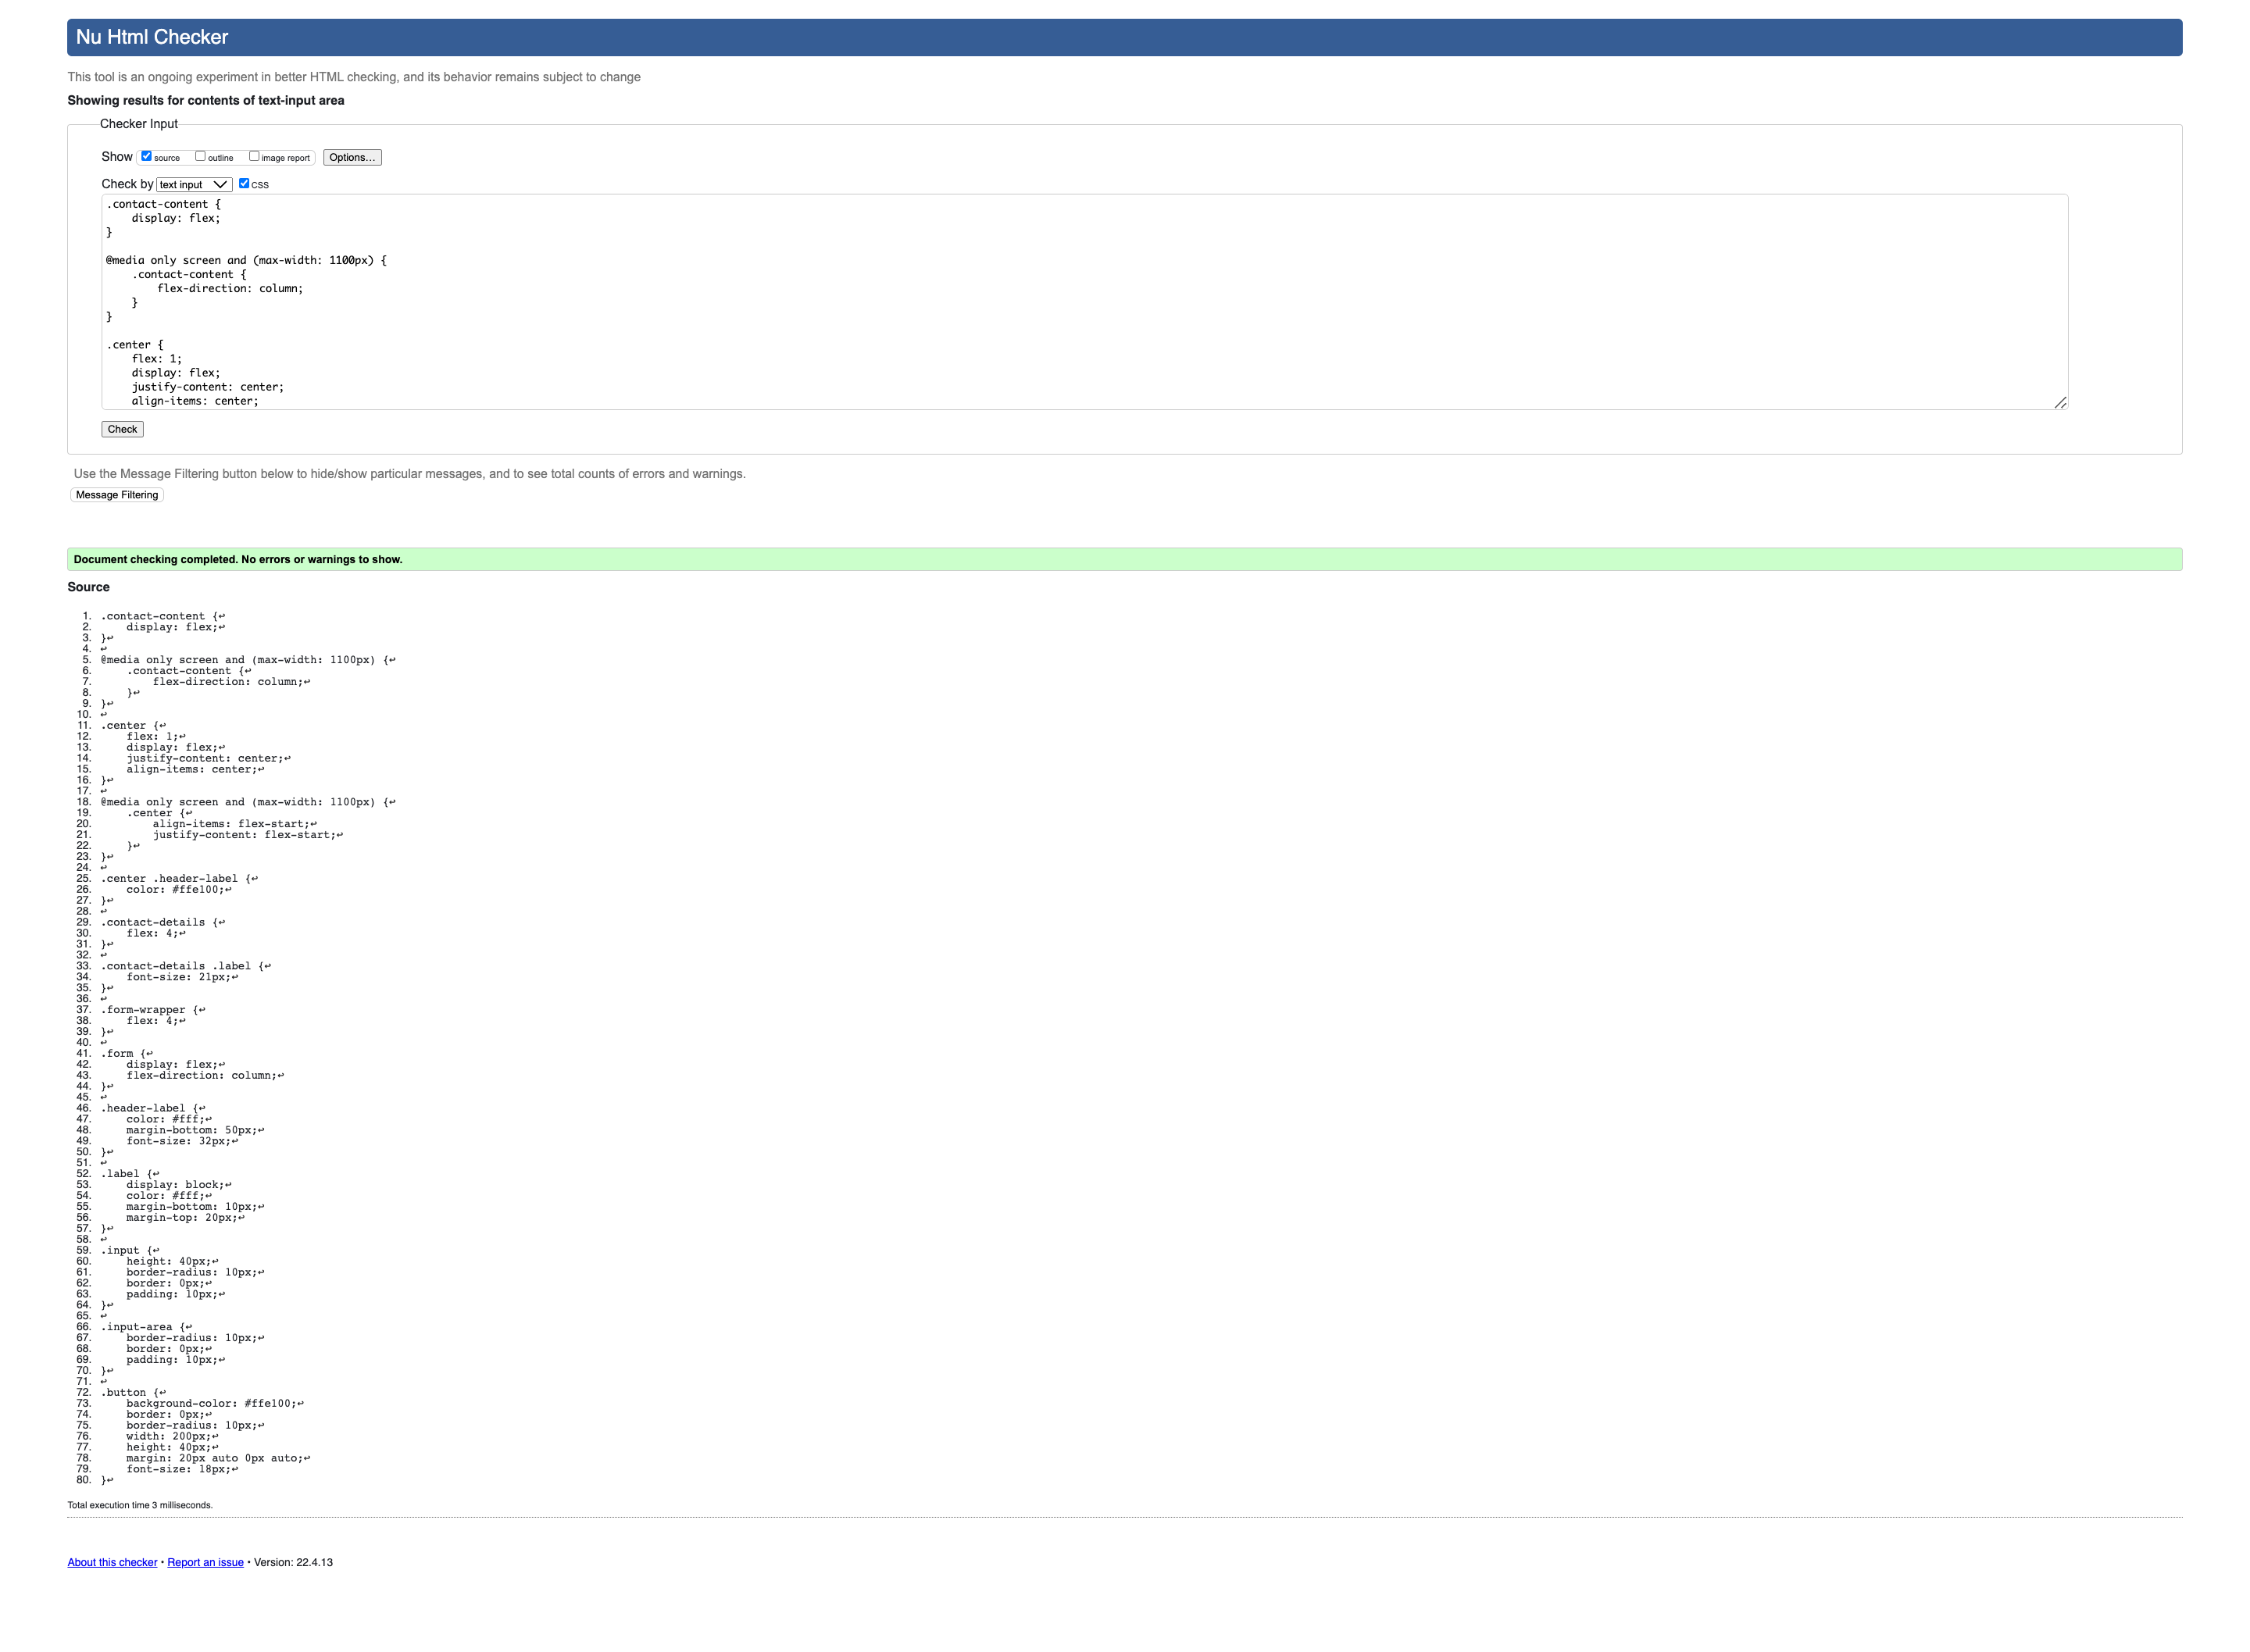 Nu Html Checker
This tool is an ongoing experiment in better HTML checking, and its behavior remains subject to change
Showing results for contents of text-input area
Checker Input
Show source outline image report Options...
Check by text input CSS
.contact-content {
    display: flex;
}

@media only screen and (max-width: 1100px) {
    .contact-content {
        flex-direction: column;
    }
}

.center {
    flex: 1;
    display: flex;
    justify-content: center;
    align-items: center;
Check
Use the Message Filtering button below to hide/show particular messages, and to see total counts of errors and warnings.
Message Filtering
Document checking completed. No errors or warnings to show.
Source
1. .contact-content {↩
2.     display: flex;↩
3. }↩
4. ↩
5. @media only screen and (max-width: 1100px) {↩
6.     .contact-content {↩
7.         flex-direction: column;↩
8.     }↩
9. }↩
10. ↩
11. .center {↩
12.     flex: 1;↩
13.     display: flex;↩
14.     justify-content: center;↩
15.     align-items: center;↩
16. }↩
17. ↩
18. @media only screen and (max-width: 1100px) {↩
19.     .center {↩
20.         align-items: flex-start;↩
21.         justify-content: flex-start;↩
22.     }↩
23. }↩
24. ↩
25. .center .header-label {↩
26.     color: #ffe100;↩
27. }↩
28. ↩
29. .contact-details {↩
30.     flex: 4;↩
31. }↩
32. ↩
33. .contact-details .label {↩
34.     font-size: 21px;↩
35. }↩
36. ↩
37. .form-wrapper {↩
38.     flex: 4;↩
39. }↩
40. ↩
41. .form {↩
42.     display: flex;↩
43.     flex-direction: column;↩
44. }↩
45. ↩
46. .header-label {↩
47.     color: #fff;↩
48.     margin-bottom: 50px;↩
49.     font-size: 32px;↩
50. }↩
51. ↩
52. .label {↩
53.     display: block;↩
54.     color: #fff;↩
55.     margin-bottom: 10px;↩
56.     margin-top: 20px;↩
57. }↩
58. ↩
59. .input {↩
60.     height: 40px;↩
61.     border-radius: 10px;↩
62.     border: 0px;↩
63.     padding: 10px;↩
64. }↩
65. ↩
66. .input-area {↩
67.     border-radius: 10px;↩
68.     border: 0px;↩
69.     padding: 10px;↩
70. }↩
71. ↩
72. .button {↩
73.     background-color: #ffe100;↩
74.     border: 0px;↩
75.     border-radius: 10px;↩
76.     width: 200px;↩
77.     height: 40px;↩
78.     margin: 20px auto 0px auto;↩
79.     font-size: 18px;↩
80. }↩
Total execution time 3 milliseconds.
About this checker • Report an issue • Version: 22.4.13